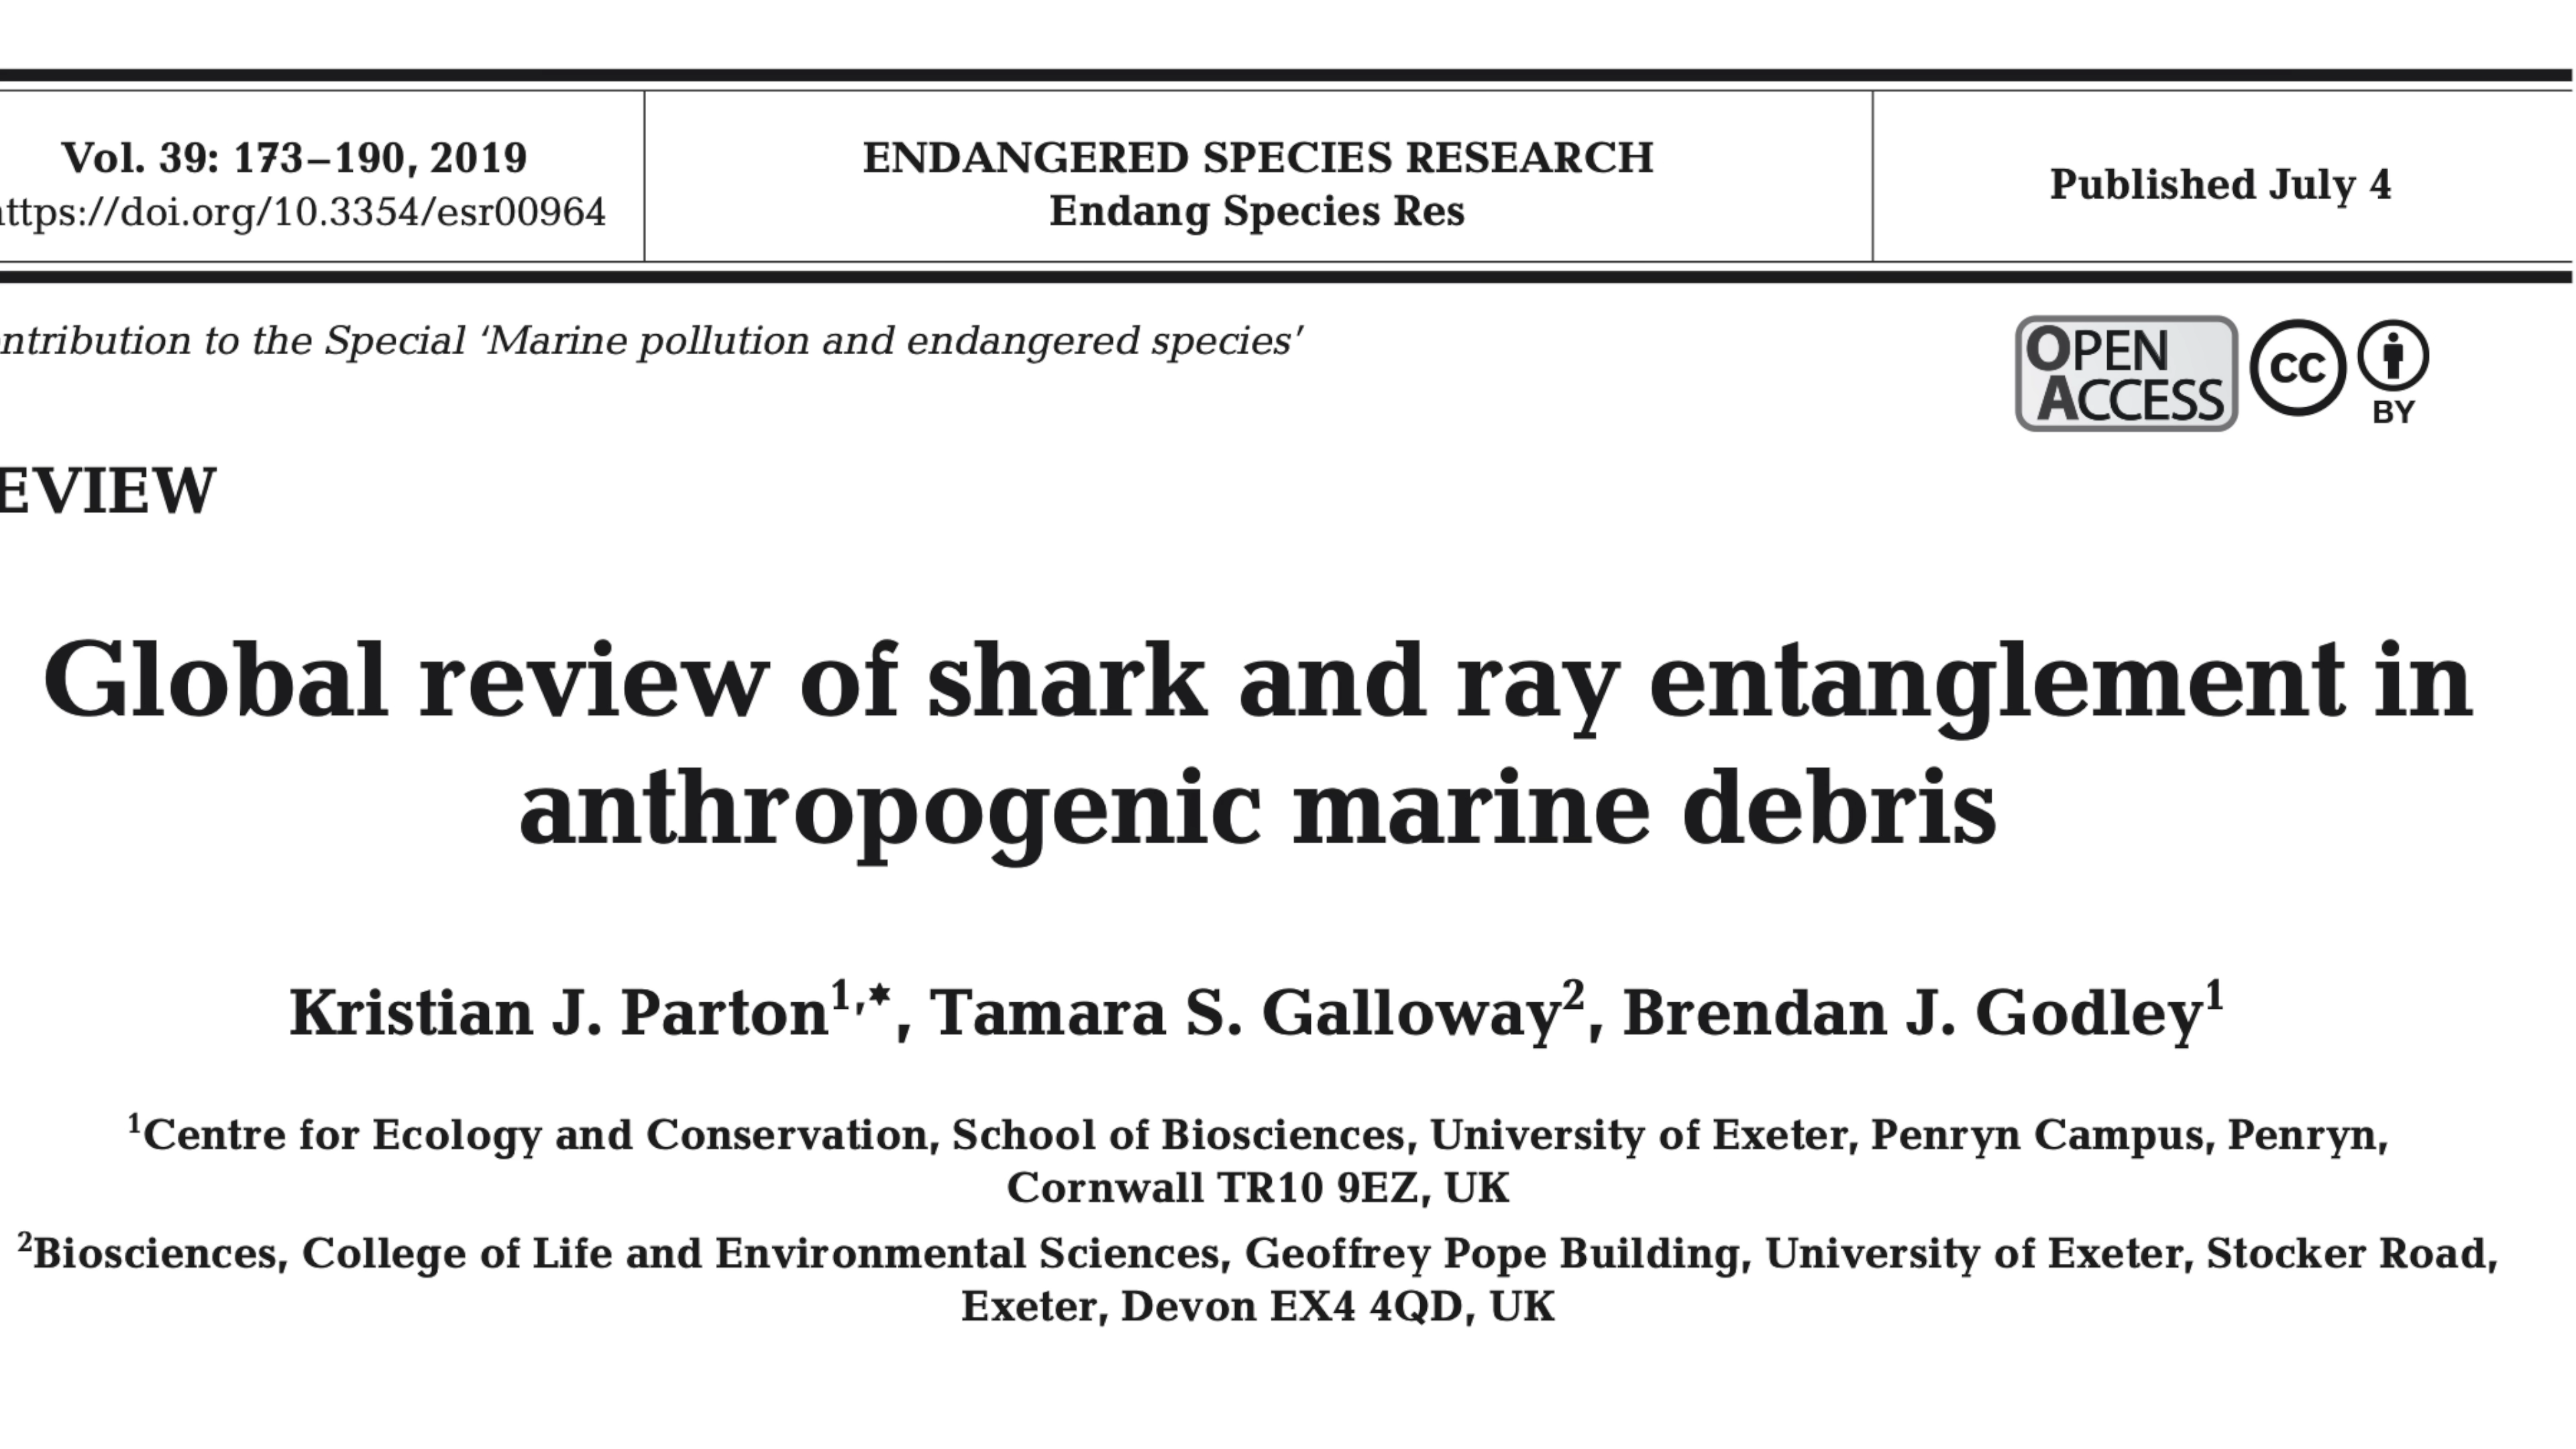 Vol. 39: 173–190, 2019
ttps://doi.org/10.3354/esr00964
ENDANGERED SPECIES RESEARCH
Endang Species Res
Published July 4
ntribution to the Special ‘Marine pollution and endangered species’
OPEN
ACCESS
CC
BY
EVIEW
Global review of shark and ray entanglement in
anthropogenic marine debris
Kristian J. Parton1,*, Tamara S. Galloway2, Brendan J. Godley1
1Centre for Ecology and Conservation, School of Biosciences, University of Exeter, Penryn Campus, Penryn,
Cornwall TR10 9EZ, UK
2Biosciences, College of Life and Environmental Sciences, Geoffrey Pope Building, University of Exeter, Stocker Road,
Exeter, Devon EX4 4QD, UK